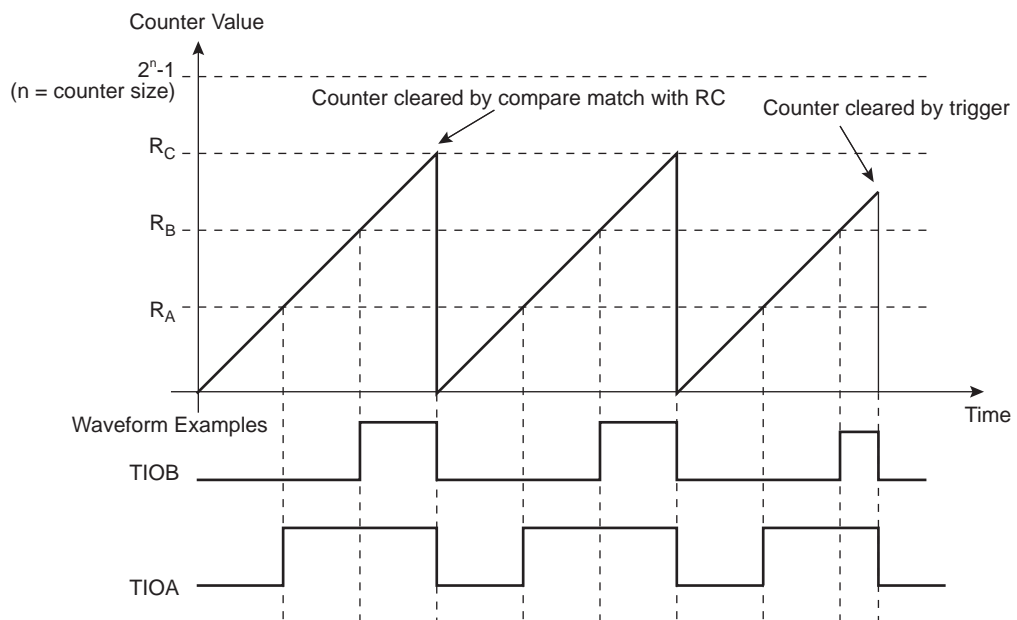 Counter Value
2ⁿ-1
(n = counter size)
Counter cleared by compare match with RC
Counter cleared by trigger
R_C
R_B
R_A
Time
Waveform Examples
TIOB
TIOA